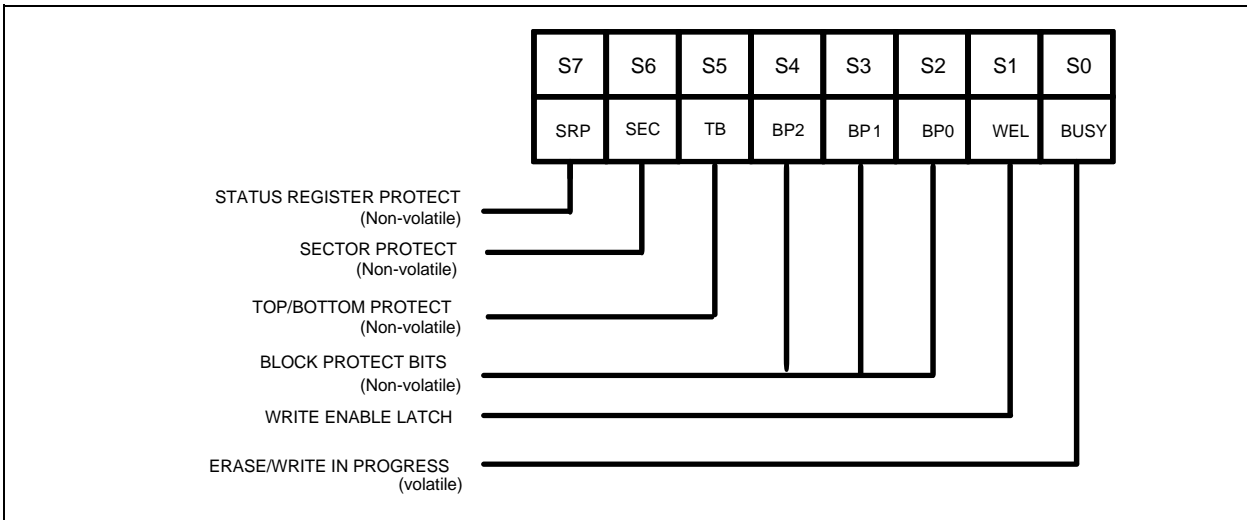 S7 S6 S5 S4 S3 S2 S1 S0
SRP SEC TB BP2 BP1 BP0 WEL BUSY
STATUS REGISTER PROTECT
(Non-volatile)
SECTOR PROTECT
(Non-volatile)
TOP/BOTTOM PROTECT
(Non-volatile)
BLOCK PROTECT BITS
(Non-volatile)
WRITE ENABLE LATCH
ERASE/WRITE IN PROGRESS
(volatile)